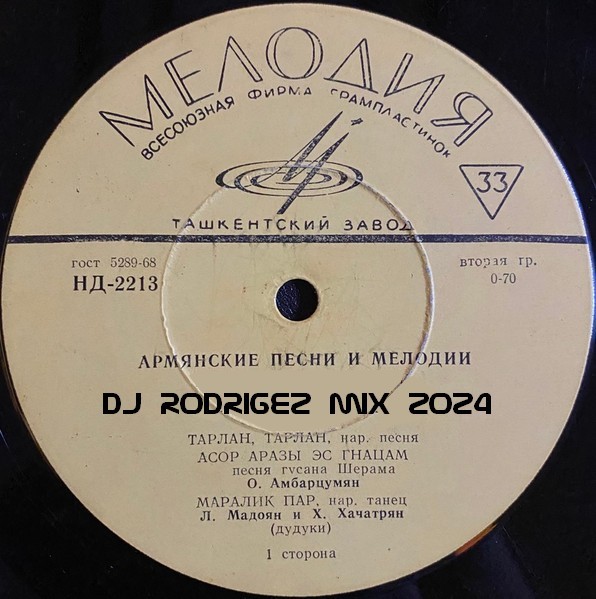 МЕЛОДИЯ
ВСЕСОЮЗНАЯ ФИРМА ГРАМПЛАСТИНОК
33
ТАШКЕНТСКИЙ ЗАВОД
гост 5289-68
вторая гр.
НД-2213
0-70
АРМЯНСКИЕ ПЕСНИ И МЕЛОДИИ
DJ RODRIGEZ MIX 2024
ТАРЛАН, ТАРЛАН, нар. песня
АСОР АРАЗЫ ЭС ГНАЦАМ
песня гусана Шерама
О. Амбарцумян
МАРАЛИК ПАР, нар. танец
Л. Мадоян и Х. Хачатрян
(дудуки)
1 сторона